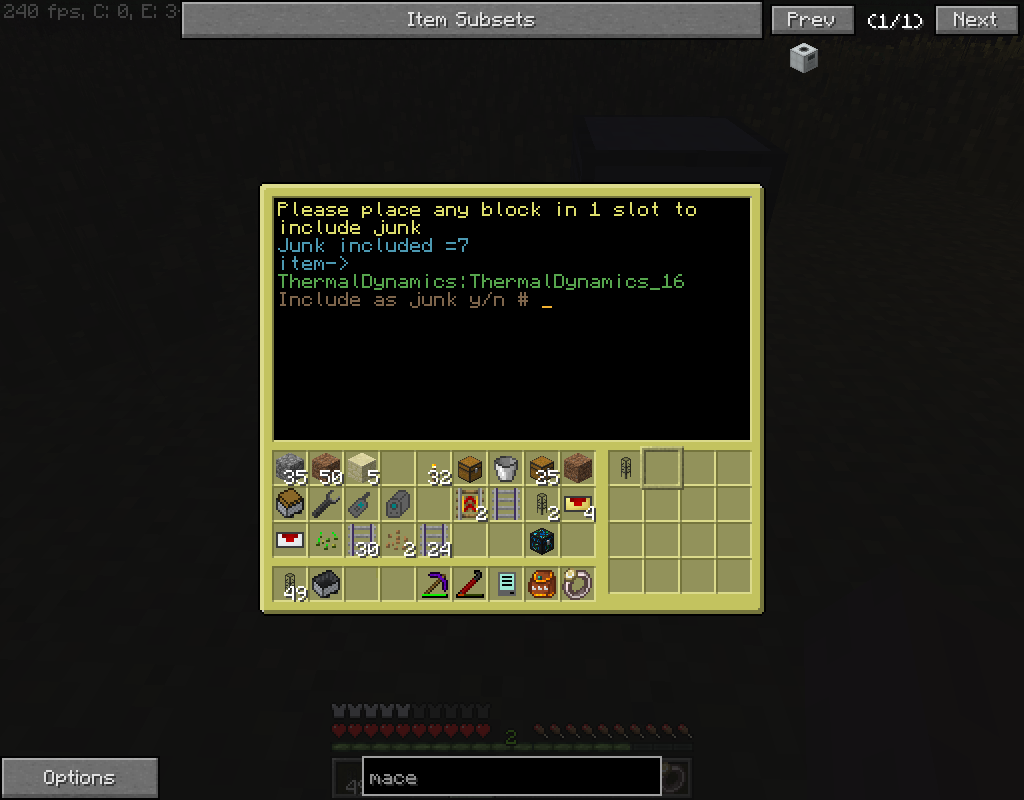 240 fps, C: 0, E: 3
Item Subsets
Prev
(1/1)
Next
Please place any block in 1 slot to
include junk
Junk included =7
item->
ThermalDynamics:ThermalDynamics_16
Include as junk y/n # _
35 50 5 32 25
2 2 4
30 2 24
49
2
Options
mace